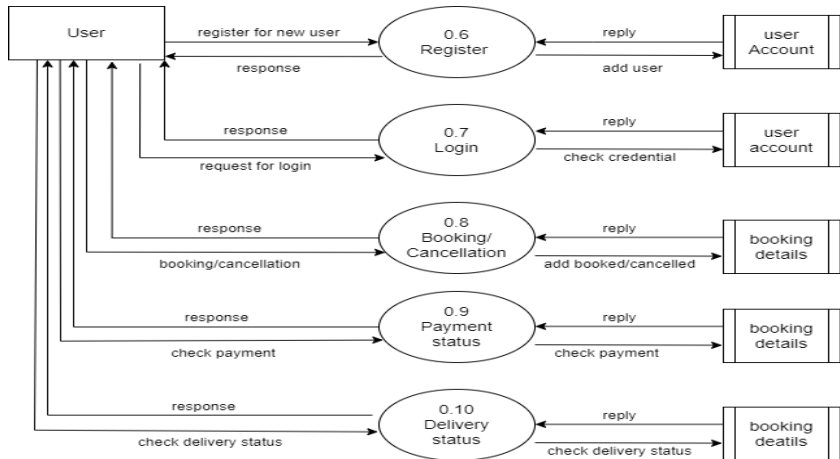 User
register for new user
response
0.6
Register
reply
add user
user
Account
response
request for login
0.7
Login
reply
check credential
user
account
response
booking/cancellation
0.8
Booking/
Cancellation
reply
add booked/cancelled
booking
details
response
check payment
0.9
Payment
status
reply
check payment
booking
details
response
check delivery status
0.10
Delivery
status
reply
check delivery status
booking
deatils